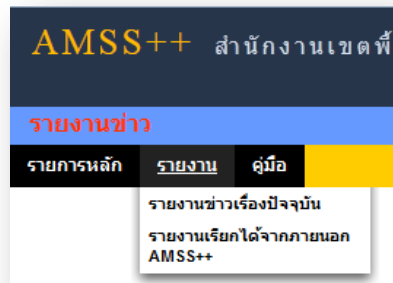 AMSS++ สำนักงานเขตพื้
รายงานข่าว
รายการหลัก รายงาน คู่มือ
รายงานข่าวเรื่องปัจจุบัน
รายงานเรียกได้จากภายนอก
AMSS++